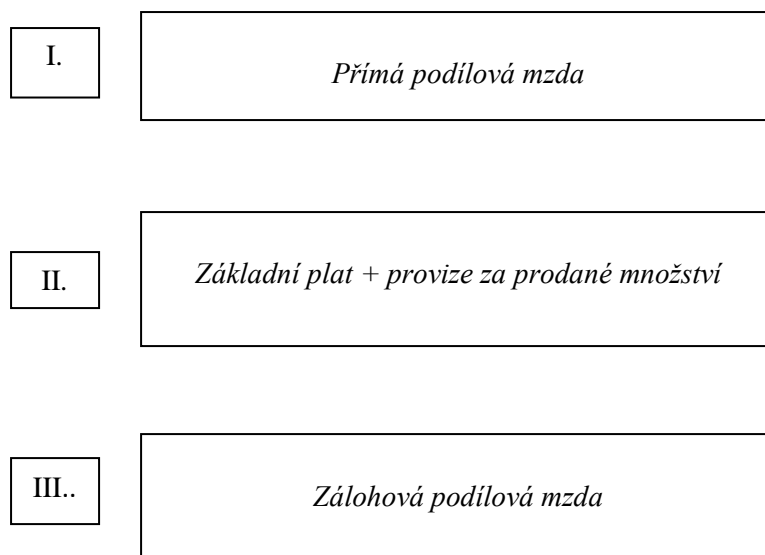 I.
Přímá podílová mzda
II.
Základní plat + provize za prodané množství
III..
Zálohová podílová mzda